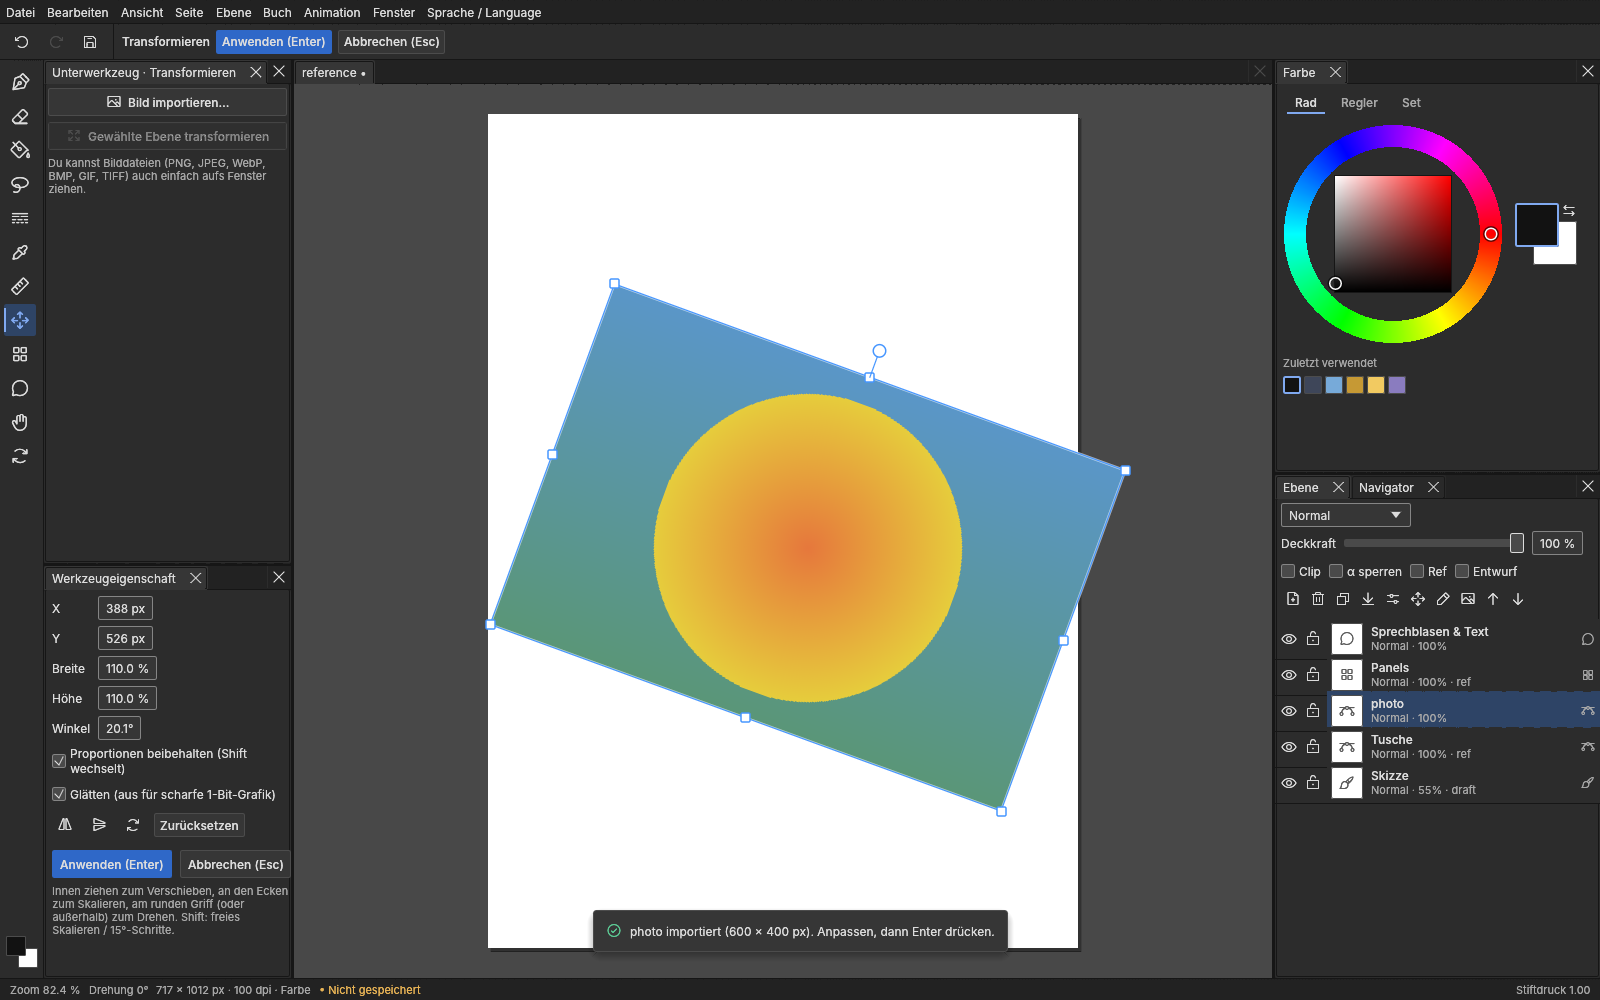 Datei Bearbeiten Ansicht Seite Ebene Buch Animation Fenster Sprache / Language
Transformieren Anwenden (Enter) Abbrechen (Esc)
Unterwerkzeug · Transformieren
Bild importieren...
Gewählte Ebene transformieren
Du kannst Bilddateien (PNG, JPEG, WebP,
BMP, GIF, TIFF) auch einfach aufs Fenster
ziehen.
Werkzeugeigenschaft
X 388 px
Y 526 px
Breite 110.0 %
Höhe 110.0 %
Winkel 20.1°
Proportionen beibehalten (Shift
wechselt)
Glätten (aus für scharfe 1-Bit-Grafik)
Zurücksetzen
Anwenden (Enter) Abbrechen (Esc)
Innen ziehen zum Verschieben, an den Ecken
zum Skalieren, am runden Griff (oder
außerhalb) zum Drehen. Shift: freies
Skalieren / 15°-Schritte.
reference •
photo importiert (600 × 400 px). Anpassen, dann Enter drücken.
Farbe
Rad Regler Set
Zuletzt verwendet
Ebene Navigator
Normal
Deckkraft 100 %
Clip α sperren Ref Entwurf
Sprechblasen & Text
Normal · 100%
Panels
Normal · 100% · ref
photo
Normal · 100%
Tusche
Normal · 100% · ref
Skizze
Normal · 55% · draft
Zoom 82.4 % Drehung 0° 717 × 1012 px · 100 dpi · Farbe • Nicht gespeichert
Stiftdruck 1.00